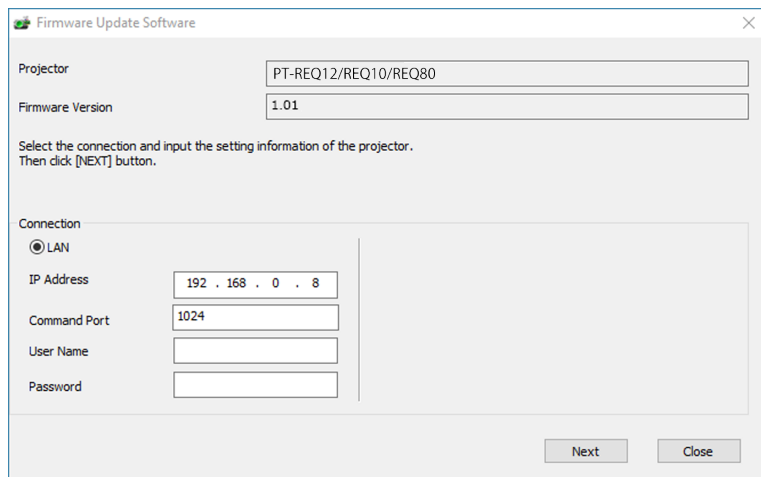 Firmware Update Software
Projector
PT-REQ12/REQ10/REQ80
Firmware Version
1.01
Select the connection and input the setting information of the projector.
Then click [NEXT] button.
Connection
LAN
IP Address
192 . 168 . 0 . 8
Command Port
1024
User Name
Password
Next
Close